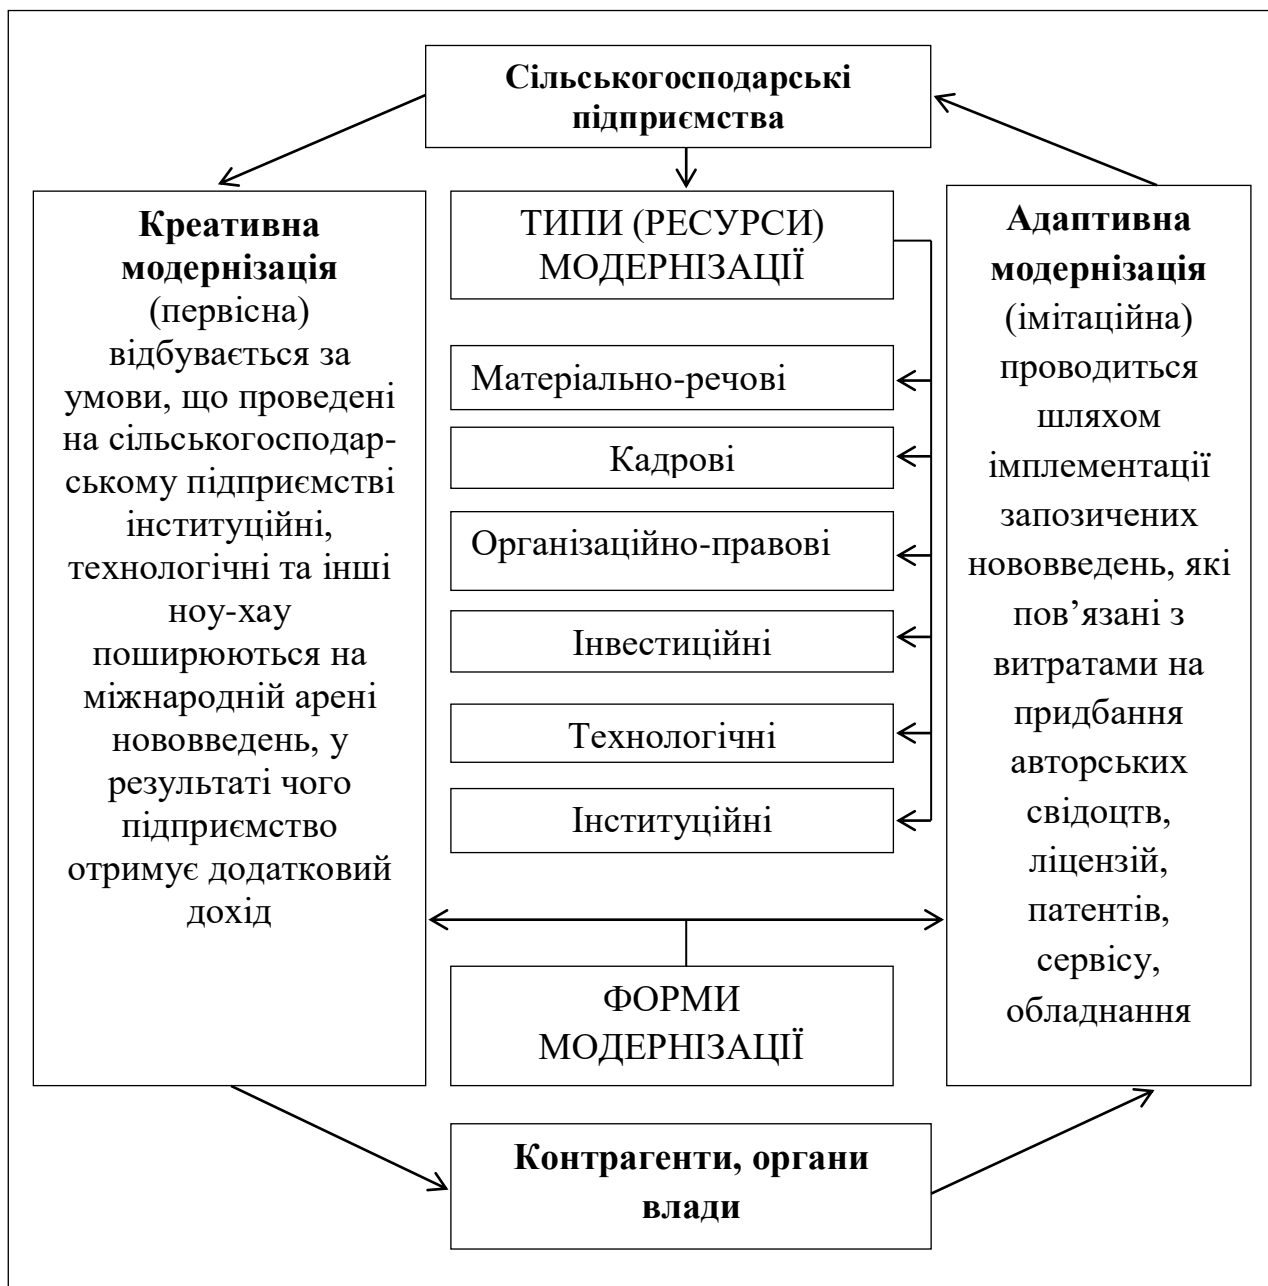 Сільськогосподарські
підприємства
Креативна
модернізація
(первісна)
відбувається за
умови, що проведені
на сільськогосподар-
ському підприємстві
інституційні,
технологічні та інші
ноу-хау
поширюються на
міжнародній арені
нововведень, у
результаті чого
підприємство
отримує додатковий
дохід
ТИПИ (РЕСУРСИ)
МОДЕРНІЗАЦІЇ
Матеріально-речові
Кадрові
Організаційно-правові
Інвестиційні
Технологічні
Інституційні
ФОРМИ
МОДЕРНІЗАЦІЇ
Адаптивна
модернізація
(імітаційна)
проводиться
шляхом
імплементації
запозичених
нововведень, які
пов’язані з
витратами на
придбання
авторських
свідоцтв,
ліцензій,
патентів,
сервісу,
обладнання
Контрагенти, органи
влади